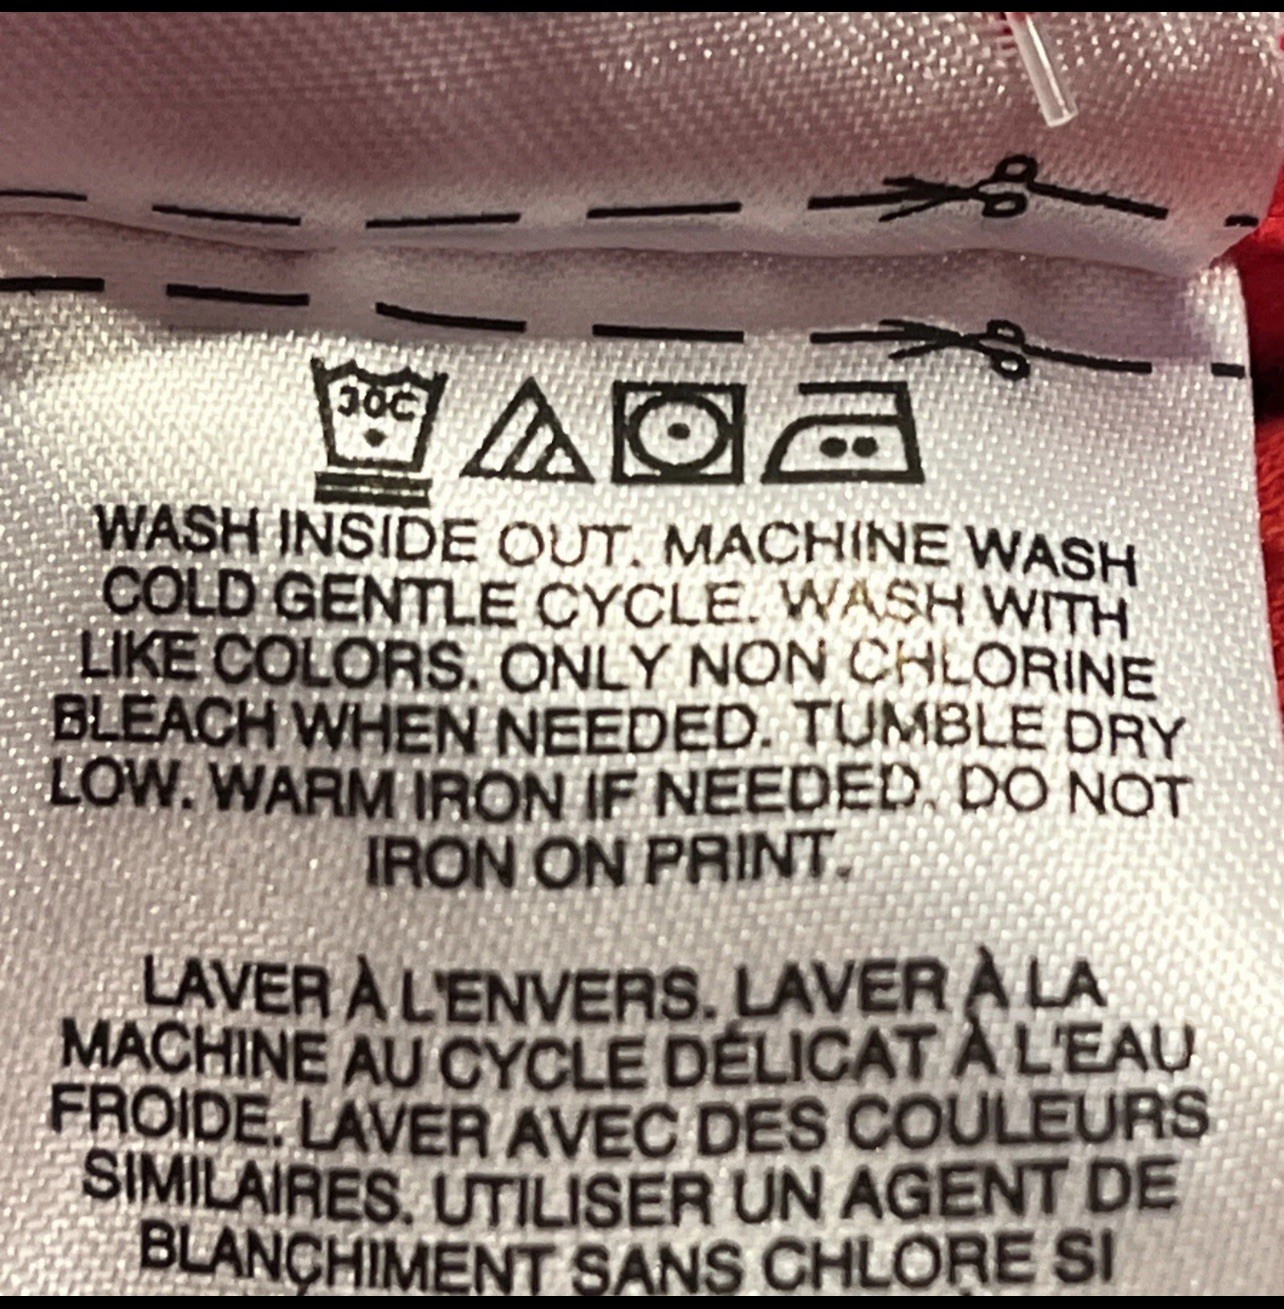 30C
WASH INSIDE OUT. MACHINE WASH
COLD GENTLE CYCLE. WASH WITH
LIKE COLORS. ONLY NON CHLORINE
BLEACH WHEN NEEDED. TUMBLE DRY
LOW. WARM IRON IF NEEDED. DO NOT
IRON ON PRINT.
LAVER À L'ENVERS. LAVER À LA
MACHINE AU CYCLE DÉLICAT À L'EAU
FROIDE. LAVER AVEC DES COULEURS
SIMILAIRES. UTILISER UN AGENT DE
BLANCHIMENT SANS CHLORE SI